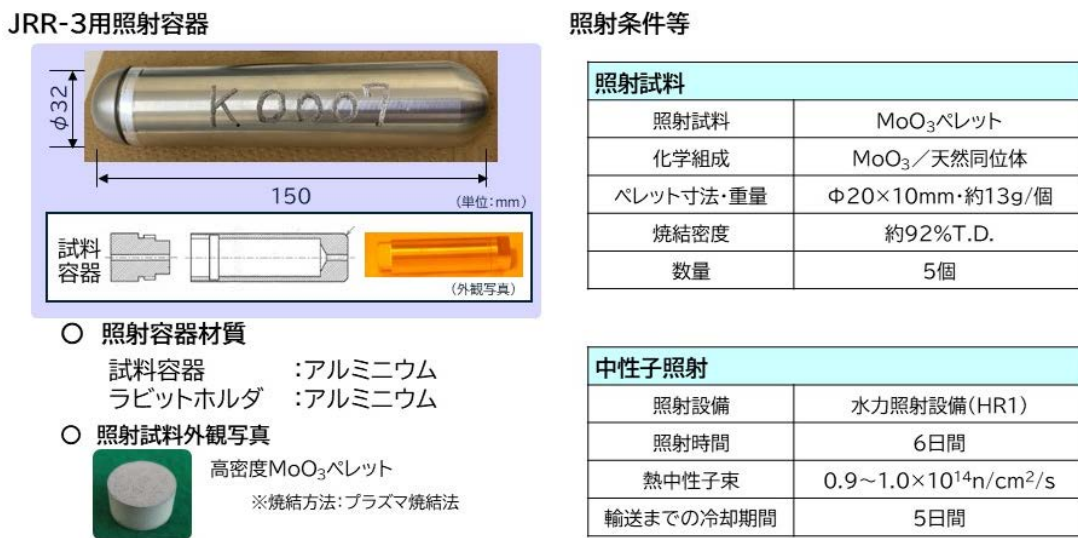 JRR-3用照射容器
φ32
K.0007
150
(単位:mm)
試料
容器
(外観写真)
○ 照射容器材質
試料容器 :アルミニウム
ラビットホルダ :アルミニウム
○ 照射試料外観写真
高密度MoO₃ペレット
※焼結方法:プラズマ焼結法
照射条件等
照射試料
照射試料 MoO₃ペレット
化学組成 MoO₃/天然同位体
ペレット寸法・重量 Φ20×10mm・約13g/個
焼結密度 約92%T.D.
数量 5個
中性子照射
照射設備 水力照射設備(HR1)
照射時間 6日間
熱中性子束 0.9~1.0×10¹⁴n/cm²/s
輸送までの冷却期間 5日間